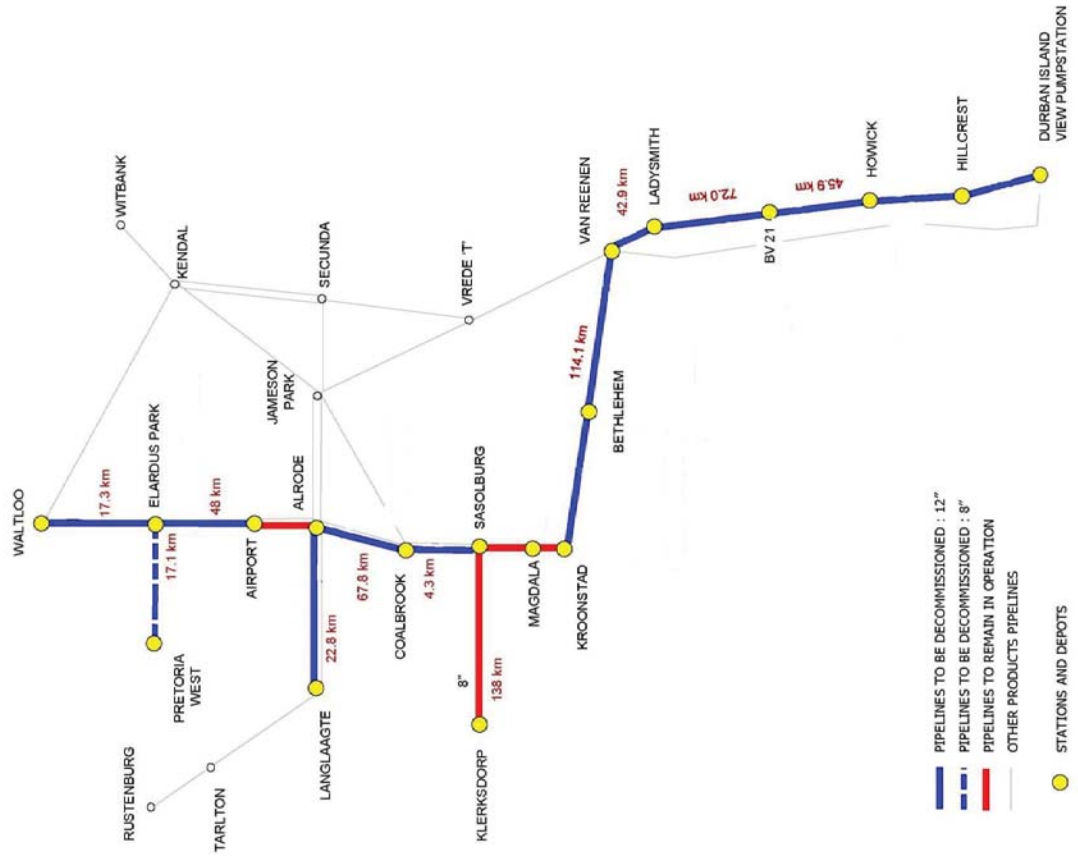 WALTLOO
WITBANK
17.3 km
KENDAL
ELARDUS PARK
17.1 km
PRETORIA
WEST
48 km
AIRPORT
SECUNDA
RUSTENBURG
TARLTON
JAMESON
PARK
ALRODE
22.8 km
LANGLAAGTE
67.8 km
VREDE 'T'
COALBROOK
4.3 km
SASOLBURG
8"
138 km
KLERKSDORP
MAGDALA
KROONSTAD
VAN REENEN
42.9 km
LADYSMITH
114.1 km
BETHLEHEM
72.0 km
BV 21
45.9 km
HOWICK
HILLCREST
DURBAN ISLAND
VIEW PUMPSTATION
PIPELINES TO BE DECOMMISSIONED : 12"
PIPELINES TO BE DECOMMISSIONED : 8"
PIPELINES TO REMAIN IN OPERATION
OTHER PRODUCTS PIPELINES
STATIONS AND DEPOTS